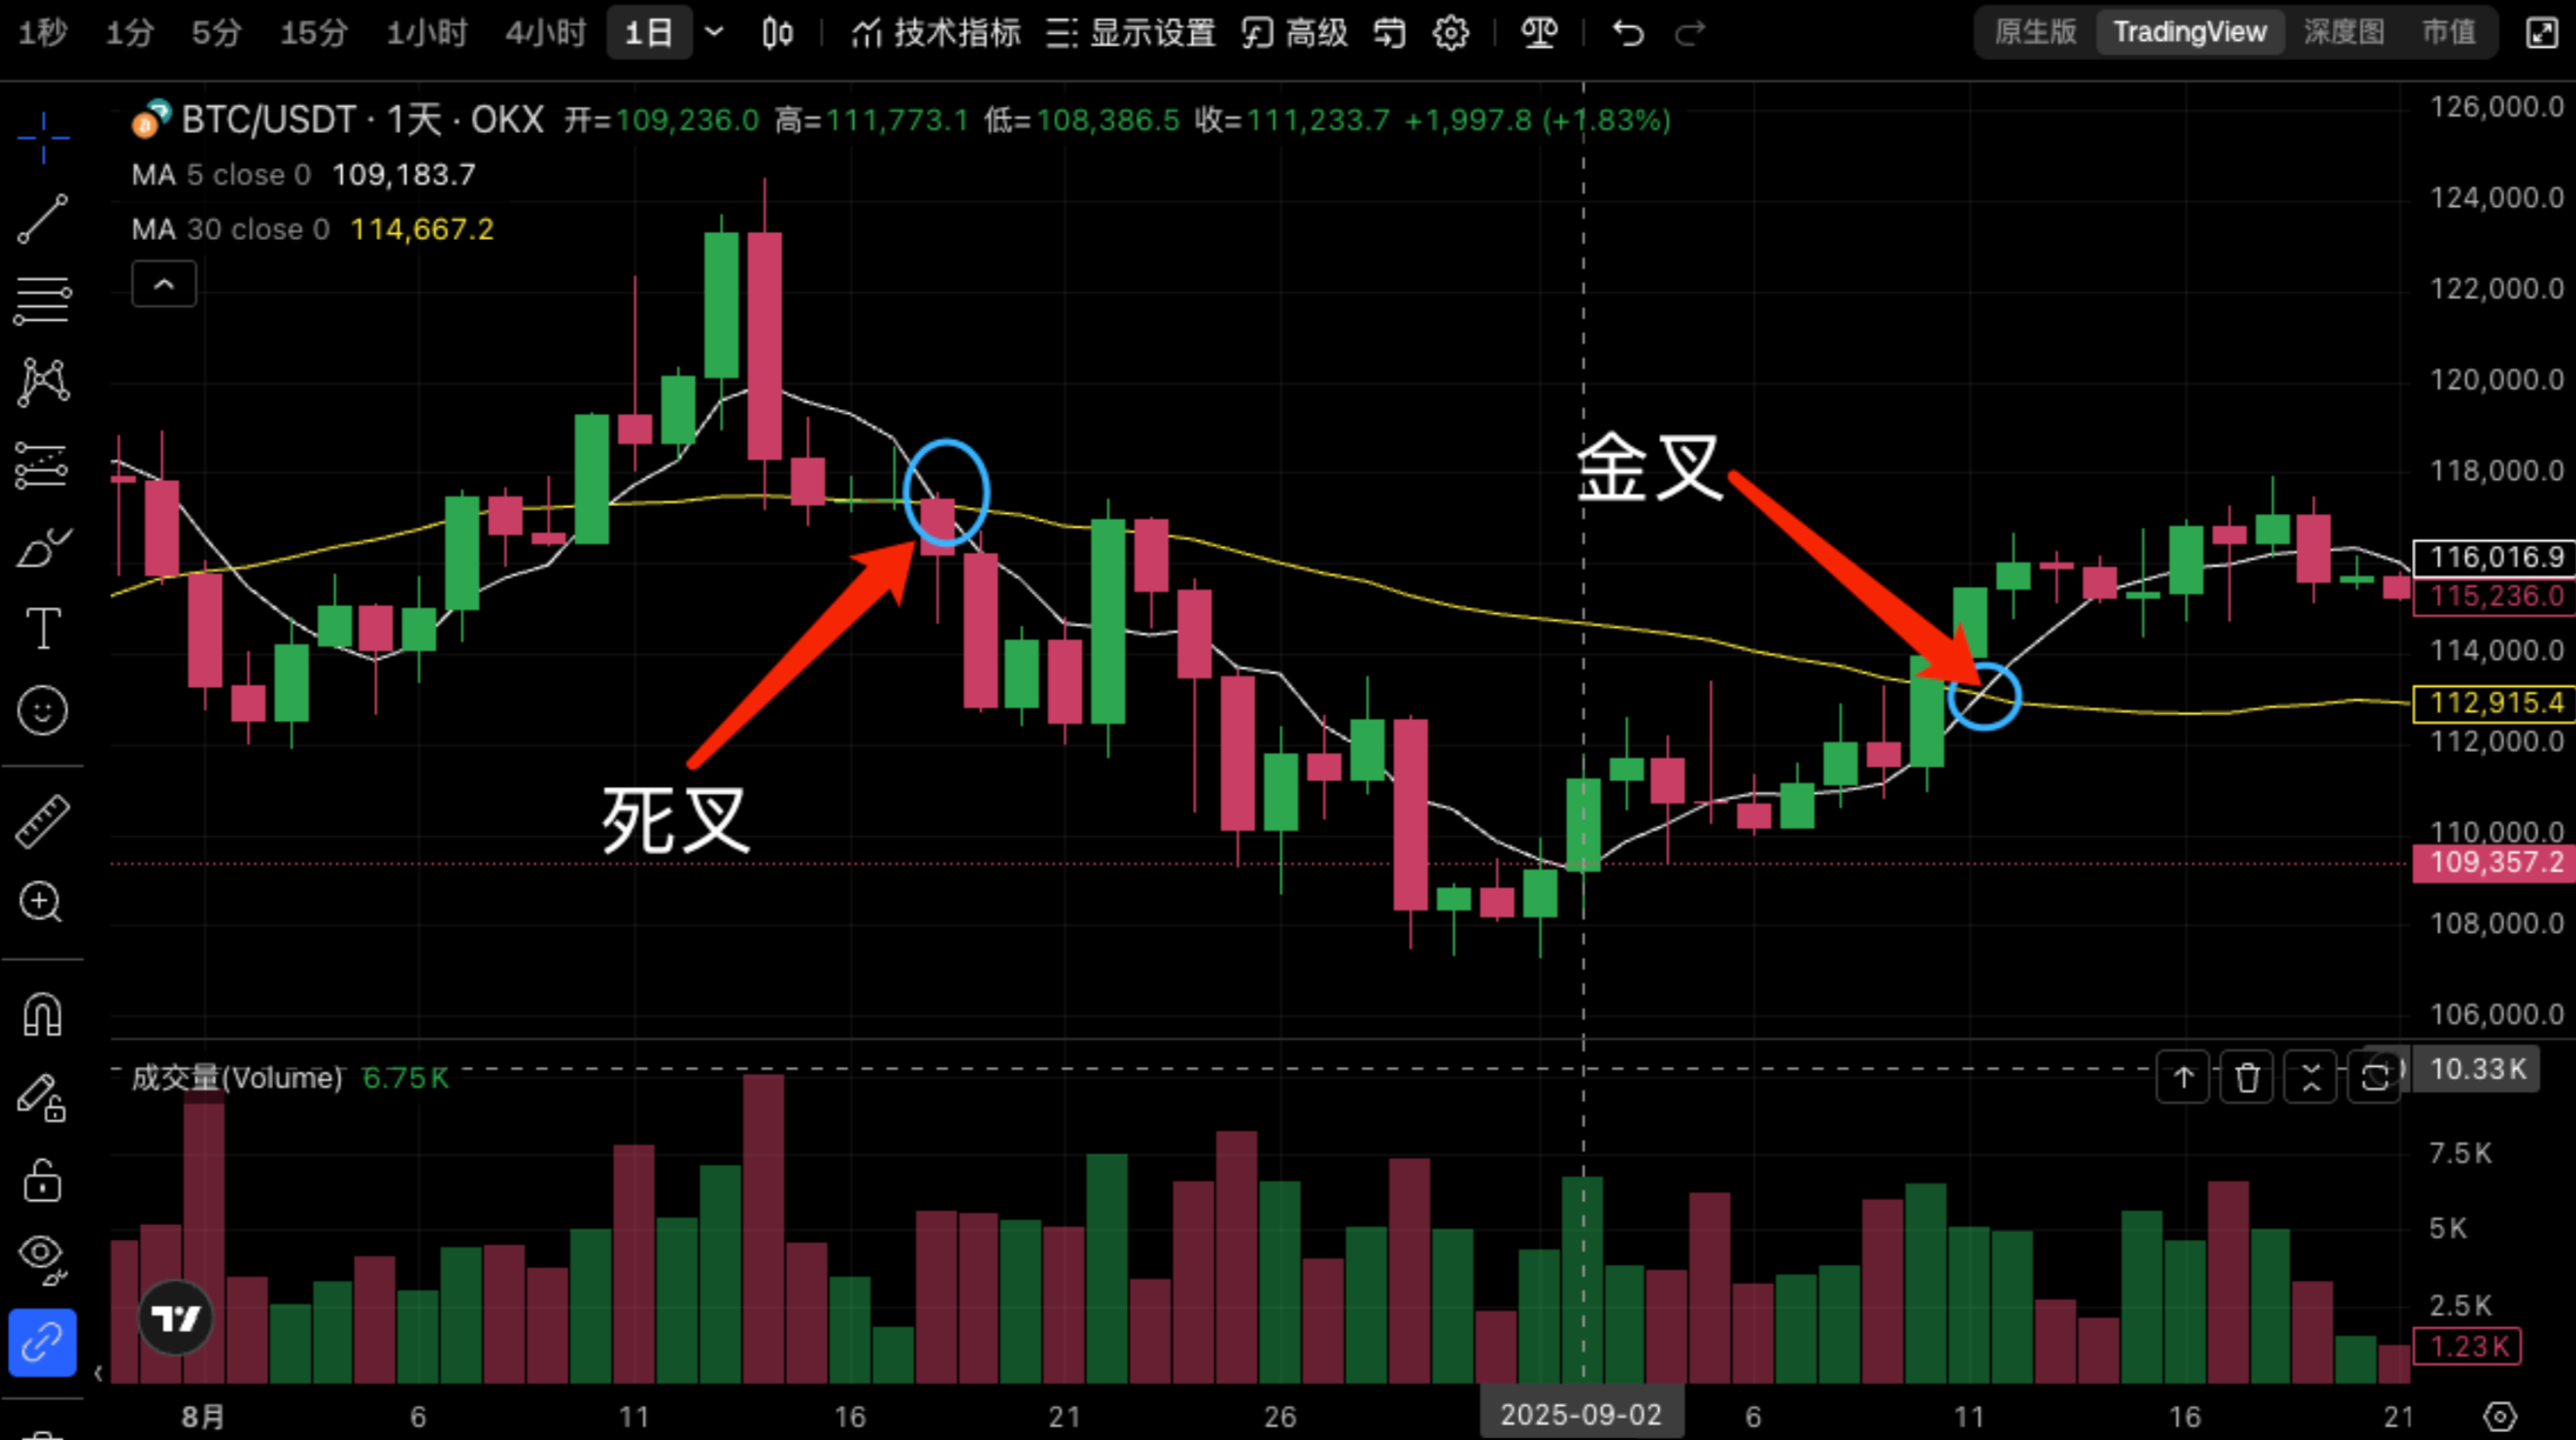 1秒 1分 5分 15分 1小时 4小时 1日 技术指标 显示设置 高级 原生版 TradingView 深度图 市值
BTC/USDT · 1天 · OKX 开=109,236.0 高=111,773.1 低=108,386.5 收=111,233.7 +1,997.8 (+1.83%)
MA 5 close 0 109,183.7
MA 30 close 0 114,667.2
126,000.0
124,000.0
122,000.0
120,000.0
118,000.0
116,016.9
115,236.0
114,000.0
112,915.4
112,000.0
110,000.0
109,357.2
108,000.0
106,000.0
金叉
死叉
成交量(Volume) 6.75K
10.33K
7.5K
5K
2.5K
1.23K
8月 6 11 16 21 26 2025-09-02 6 11 16 21